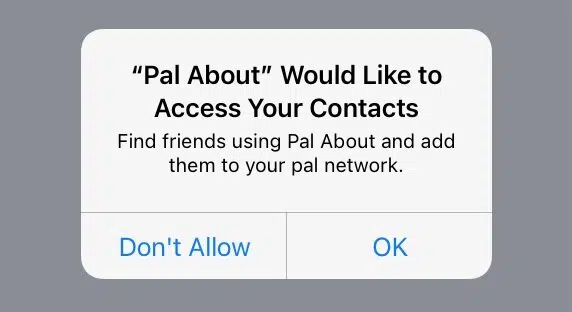 “Pal About” Would Like to
Access Your Contacts
Find friends using Pal About and add
them to your pal network.
Don't Allow
OK